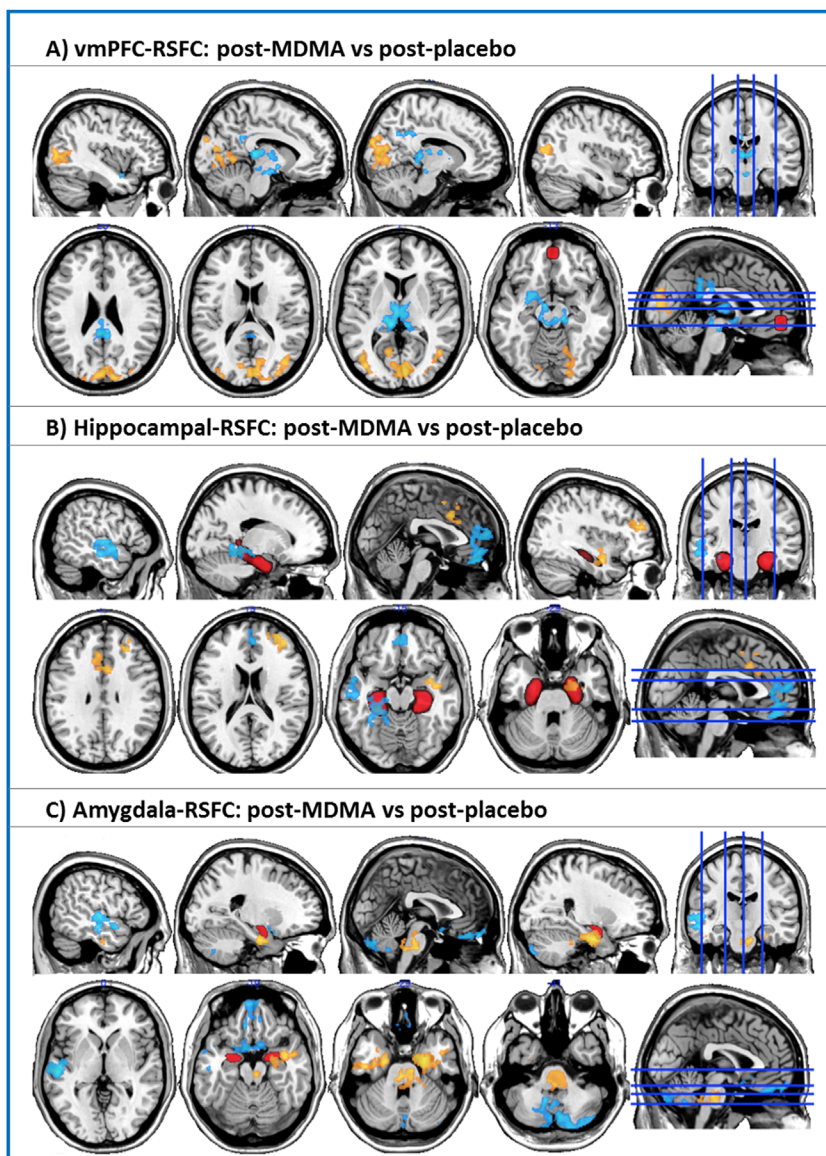 A) vmPFC-RSFC: post-MDMA vs post-placebo
B) Hippocampal-RSFC: post-MDMA vs post-placebo
C) Amygdala-RSFC: post-MDMA vs post-placebo